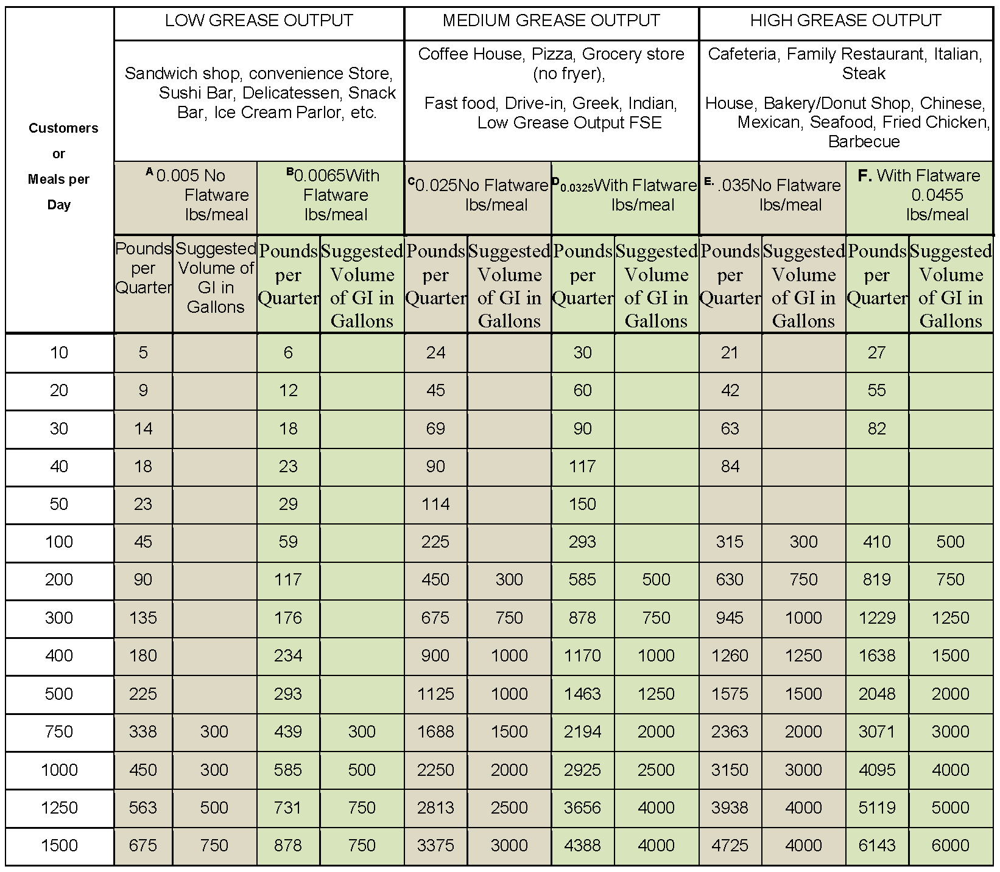 LOW GREASE OUTPUT MEDIUM GREASE OUTPUT HIGH GREASE OUTPUT
Customers
or
Meals per
Day
Sandwich shop, convenience Store,
Sushi Bar, Delicatessen, Snack
Bar, Ice Cream Parlor, etc.
Coffee House, Pizza, Grocery store
(no fryer),
Fast food, Drive-in, Greek, Indian,
Low Grease Output FSE
Cafeteria, Family Restaurant, Italian,
Steak
House, Bakery/Donut Shop, Chinese,
Mexican, Seafood, Fried Chicken,
Barbecue
A 0.005 No
Flatware
lbs/meal
B0.0065With
Flatware
lbs/meal
C0.025No Flatware
lbs/meal
D0.0325With Flatware
lbs/meal
E. .035No Flatware
lbs/meal
F. With Flatware
0.0455
lbs/meal
Pounds
per
Quarter
Suggested
Volume of
GI in
Gallons
Pounds
per
Quarter
Suggested
Volume
of GI in
Gallons
Pounds
per
Quarter
Suggested
Volume
of GI in
Gallons
Pounds
per
Quarter
Suggested
Volume
of GI in
Gallons
Pounds
per
Quarter
Suggested
Volume
of GI in
Gallons
Pounds
per
Quarter
Suggested
Volume
of GI in
Gallons
10 5 6 24 30 21 27
20 9 12 45 60 42 55
30 14 18 69 90 63 82
40 18 23 90 117 84
50 23 29 114 150
100 45 59 225 293 315 300 410 500
200 90 117 450 300 585 500 630 750 819 750
300 135 176 675 750 878 750 945 1000 1229 1250
400 180 234 900 1000 1170 1000 1260 1250 1638 1500
500 225 293 1125 1000 1463 1250 1575 1500 2048 2000
750 338 300 439 300 1688 1500 2194 2000 2363 2000 3071 3000
1000 450 300 585 500 2250 2000 2925 2500 3150 3000 4095 4000
1250 563 500 731 750 2813 2500 3656 4000 3938 4000 5119 5000
1500 675 750 878 750 3375 3000 4388 4000 4725 4000 6143 6000